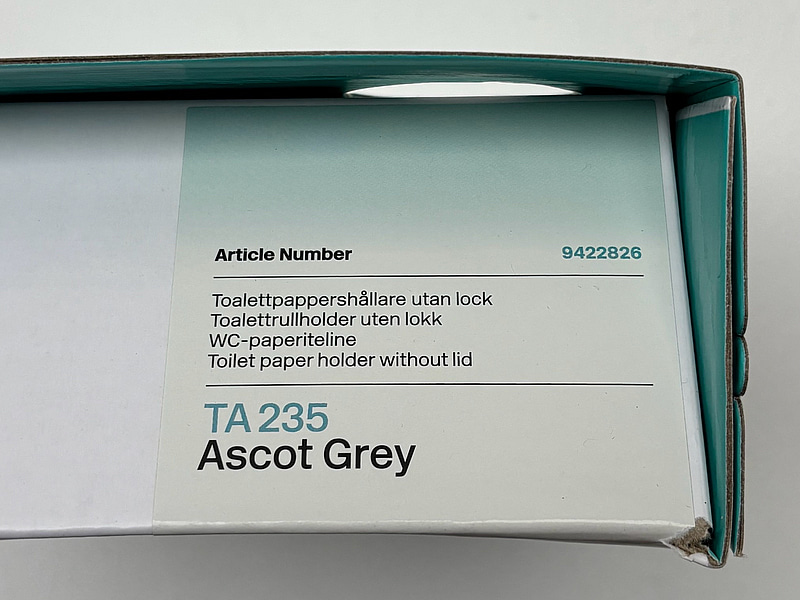 Article Number 9422826
Toalettpappershållare utan lock
Toalettrullholder uten lokk
WC-paperiteline
Toilet paper holder without lid
TA 235
Ascot Grey